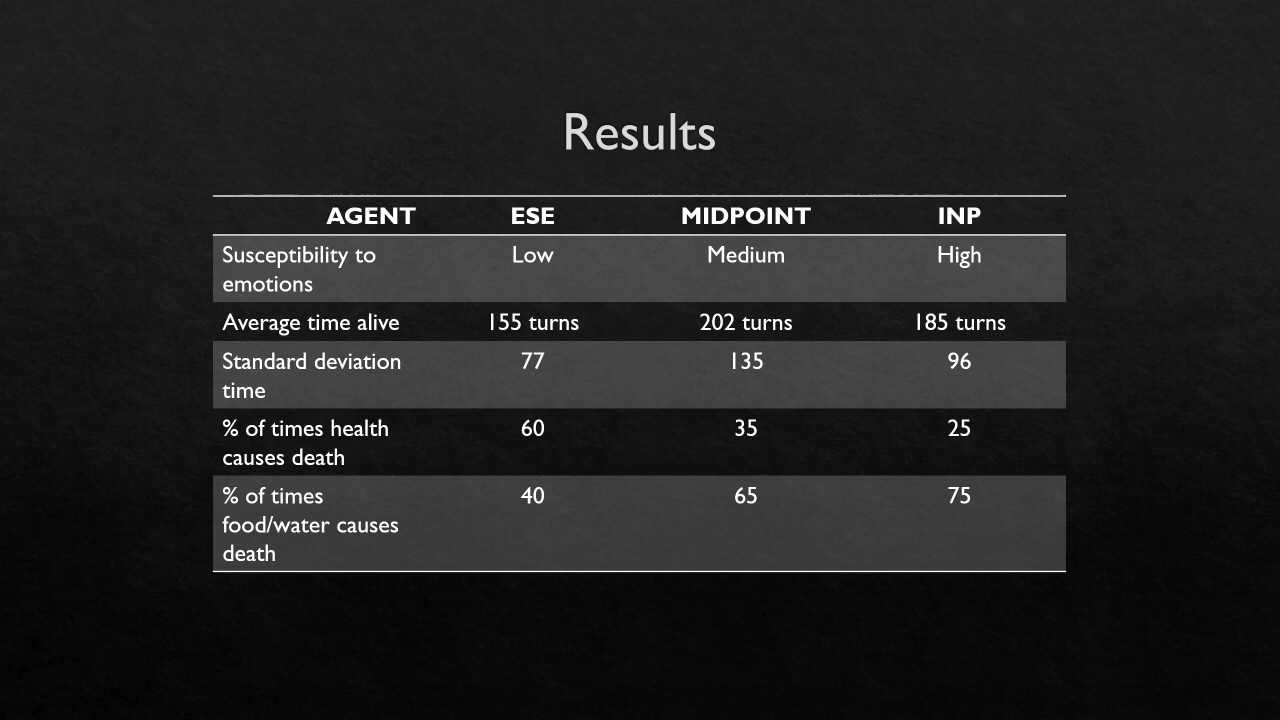 Results
AGENT ESE MIDPOINT INP
Susceptibility to Low Medium High
emotions
Average time alive 155 turns 202 turns 185 turns
Standard deviation 77 135 96
time
% of times health 60 35 25
causes death
% of times 40 65 75
food/water causes
death